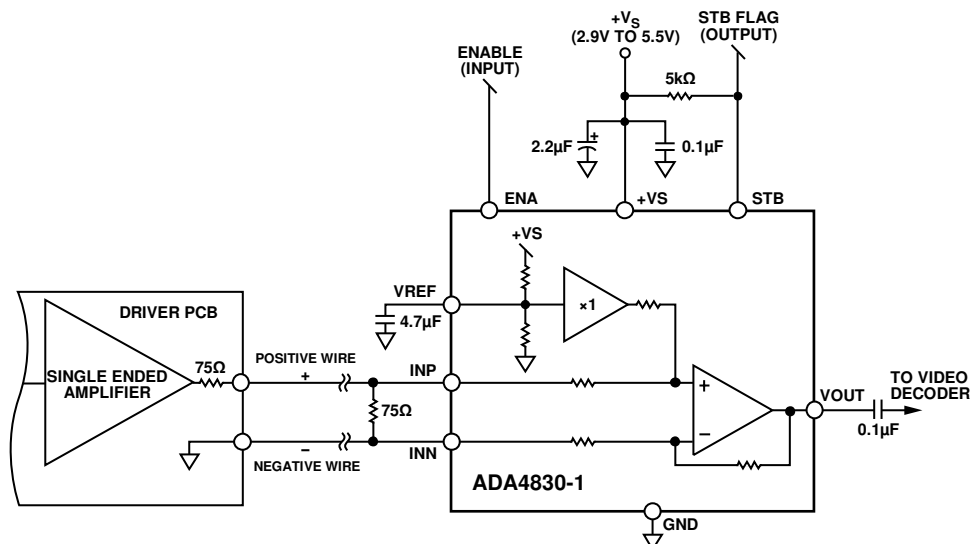 +VS
(2.9V TO 5.5V)
STB FLAG
(OUTPUT)
ENABLE
(INPUT)
5kΩ
2.2µF
+
0.1µF
ENA
+VS
STB
+VS
VREF
4.7µF
×1
DRIVER PCB
SINGLE ENDED
AMPLIFIER
75Ω
POSITIVE WIRE
+
INP
75Ω
–
NEGATIVE WIRE
INN
+
–
VOUT
TO VIDEO
DECODER
0.1µF
ADA4830-1
GND